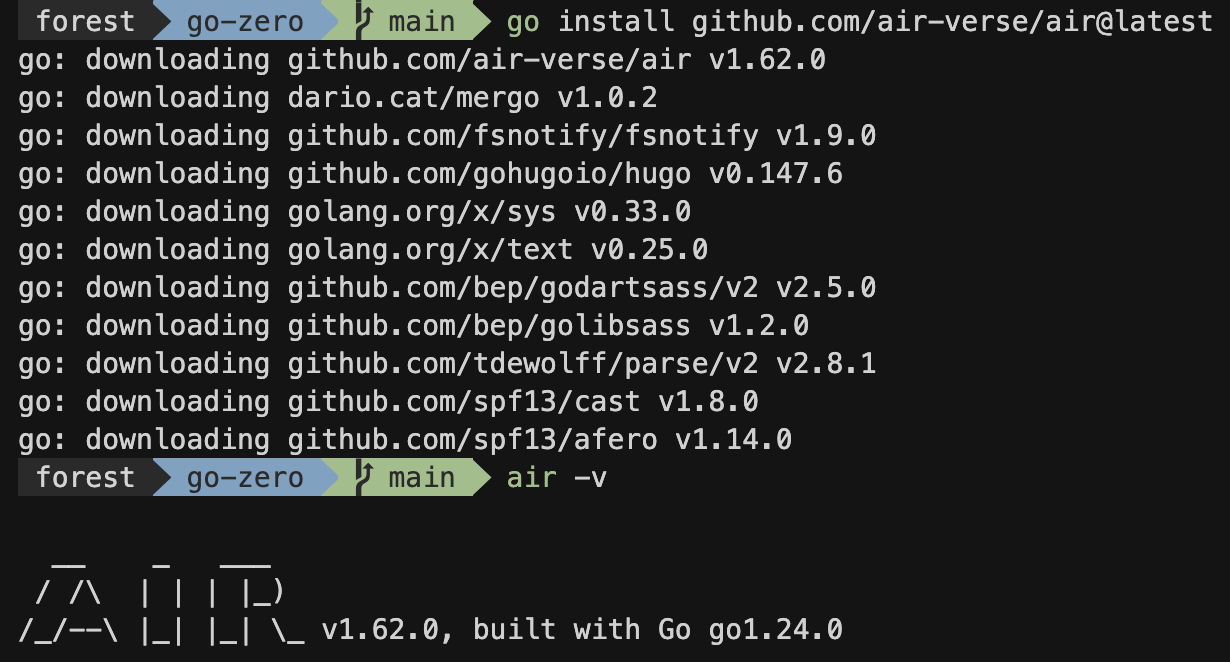 forest go-zero main go install github.com/air-verse/air@latest
go: downloading github.com/air-verse/air v1.62.0
go: downloading dario.cat/mergo v1.0.2
go: downloading github.com/fsnotify/fsnotify v1.9.0
go: downloading github.com/gohugoio/hugo v0.147.6
go: downloading golang.org/x/sys v0.33.0
go: downloading golang.org/x/text v0.25.0
go: downloading github.com/bep/godartsass/v2 v2.5.0
go: downloading github.com/bep/golibsass v1.2.0
go: downloading github.com/tdewolff/parse/v2 v2.8.1
go: downloading github.com/spf13/cast v1.8.0
go: downloading github.com/spf13/afero v1.14.0
forest go-zero main air -v
  __    _   ___
 / /\  | | | |_)
/_/--\ |_| |_| \_ v1.62.0, built with Go go1.24.0